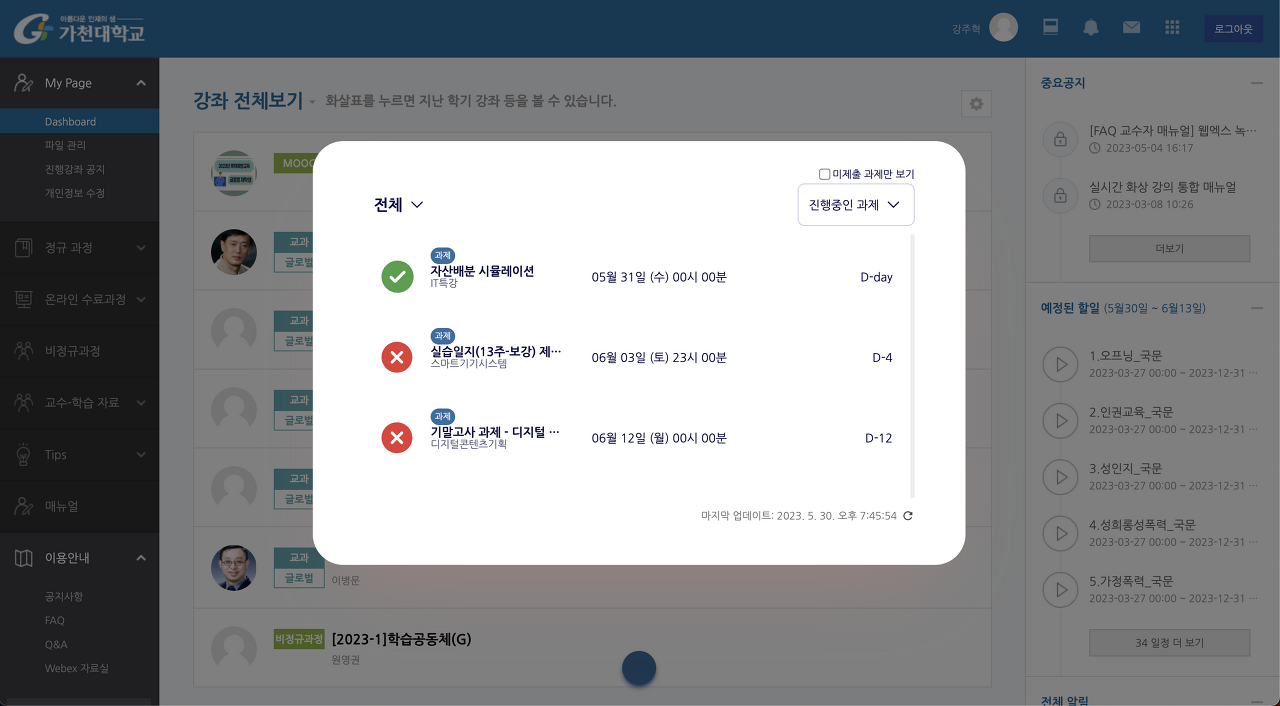 아름다운 인재의 샘
가천대학교
강주혁
로그아웃
My Page
Dashboard
파일 관리
진행강좌 공지
개인정보 수정
정규 과정
온라인 수료과정
비정규과정
교수-학습 자료
Tips
매뉴얼
이용안내
공지사항
FAQ
Q&A
Webex 자료실
강좌 전체보기 - 화살표를 누르면 지난 학기 강좌 등을 볼 수 있습니다.
MOOC
교과
글로벌
교과
글로벌
교과
글로벌
교과
글로벌
교과
글로벌
이병문
비정규과정 [2023-1]학습공동체(G)
원영권
미제출 과제만 보기
전체
진행중인 과제
과제
자산배분 시뮬레이션
IT특강
05월 31일 (수) 00시 00분
D-day
과제
실습일지(13주-보강) 제…
스마트기기시스템
06월 03일 (토) 23시 00분
D-4
과제
기말고사 과제 - 디지털 …
디지털콘텐츠기획
06월 12일 (월) 00시 00분
D-12
마지막 업데이트: 2023. 5. 30. 오후 7:45:54
중요공지
[FAQ 교수자 매뉴얼] 웹엑스 녹…
2023-05-04 16:17
실시간 화상 강의 통합 매뉴얼
2023-03-08 10:26
더보기
예정된 할일 (5월30일 ~ 6월13일)
1.오프닝_국문
2023-03-27 00:00 ~ 2023-12-31 …
2.인권교육_국문
2023-03-27 00:00 ~ 2023-12-31 …
3.성인지_국문
2023-03-27 00:00 ~ 2023-12-31 …
4.성희롱성폭력_국문
2023-03-27 00:00 ~ 2023-12-31 …
5.가정폭력_국문
2023-03-27 00:00 ~ 2023-12-31 …
34 일정 더 보기
전체 알림